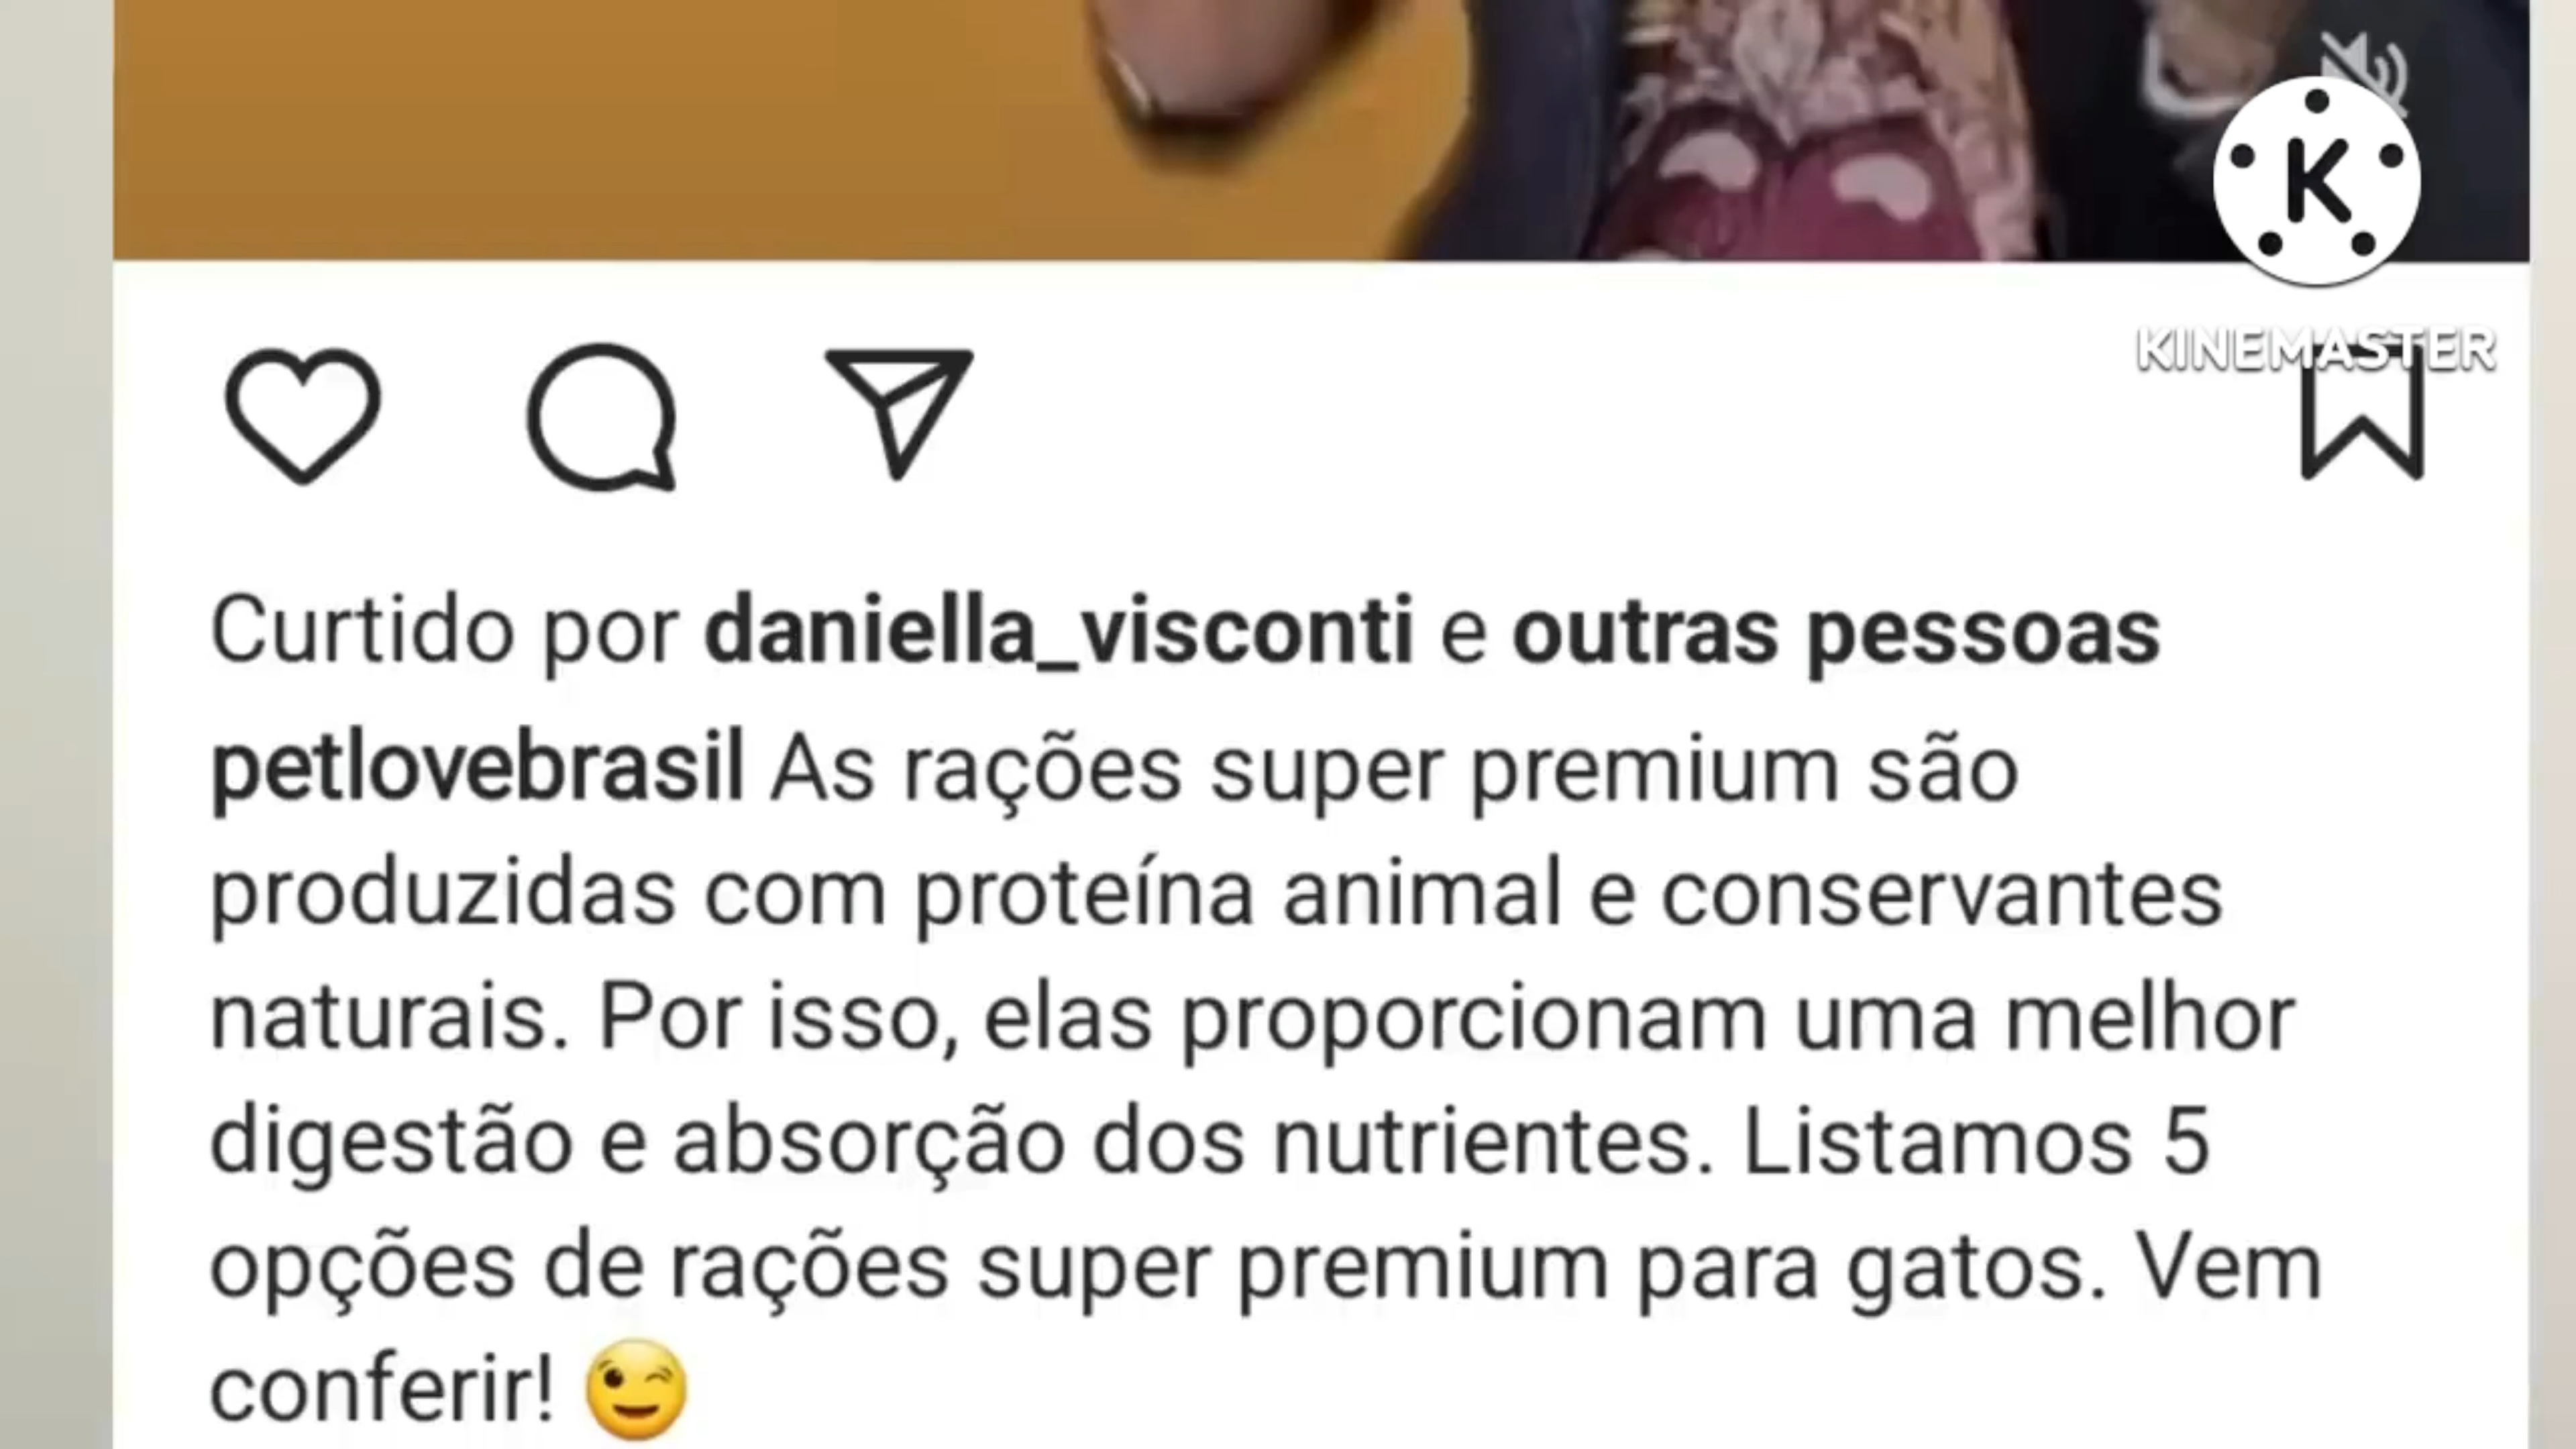 K
KINEMASTER
Curtido por daniella_visconti e outras pessoas
petlovebrasil As rações super premium são
produzidas com proteína animal e conservantes
naturais. Por isso, elas proporcionam uma melhor
digestão e absorção dos nutrientes. Listamos 5
opções de rações super premium para gatos. Vem
conferir! 😉